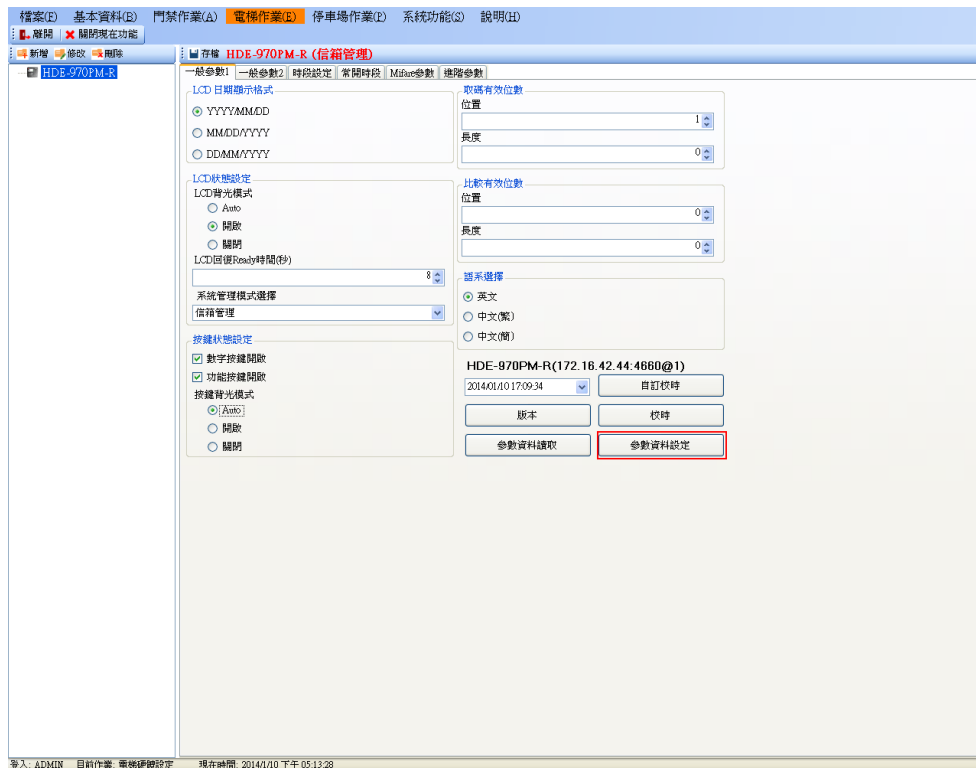 檔案(F) 基本資料(B) 門禁作業(A) 電梯作業(E) 停車場作業(P) 系統功能(S) 說明(H)
離開 關閉現在功能
新增 修改 刪除
存檔 HDE-970PM-R (信箱管理)
HDE-970PM-R
一般參數1 一般參數2 時段設定 常開時段 Mifare參數 進階參數
LCD 日期顯示格式
YYYY/MM/DD
MM/DD/YYYY
DD/MM/YYYY
LCD狀態設定
LCD背光模式
Auto
開啟
關閉
LCD回復Ready時間(秒)
8
系統管理模式選擇
信箱管理
按鍵狀態設定
數字按鍵開啟
功能按鍵開啟
按鍵背光模式
Auto
開啟
關閉
取碼有效位數
位置
1
長度
0
比較有效位數
位置
0
長度
0
語系選擇
英文
中文(繁)
中文(簡)
HDE-970PM-R(172.16.42.44:4660@1)
2014/01/10 17:09:34 自訂校時
版本 校時
參數資料讀取 參數資料設定
登入: ADMIN 目前作業: 電梯硬體設定 現在時間: 2014/1/10 下午 05:13:28